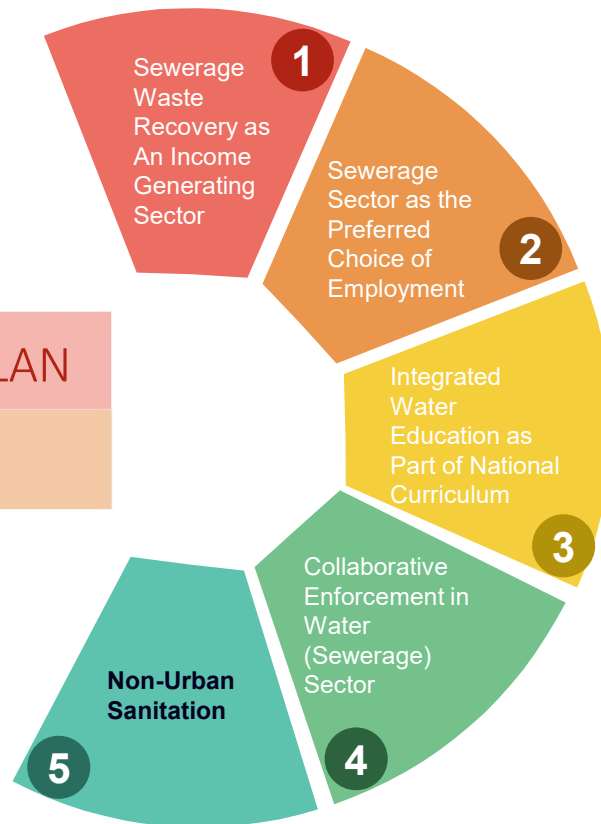 1
Sewerage
Waste
Recovery as
An Income
Generating
Sector
Sewerage
Sector as the
Preferred
Choice of
Employment
2
LAN
Integrated
Water
Education as
Part of National
Curriculum
3
Collaborative
Enforcement in
Water
(Sewerage)
Sector
4
Non-Urban
Sanitation
5